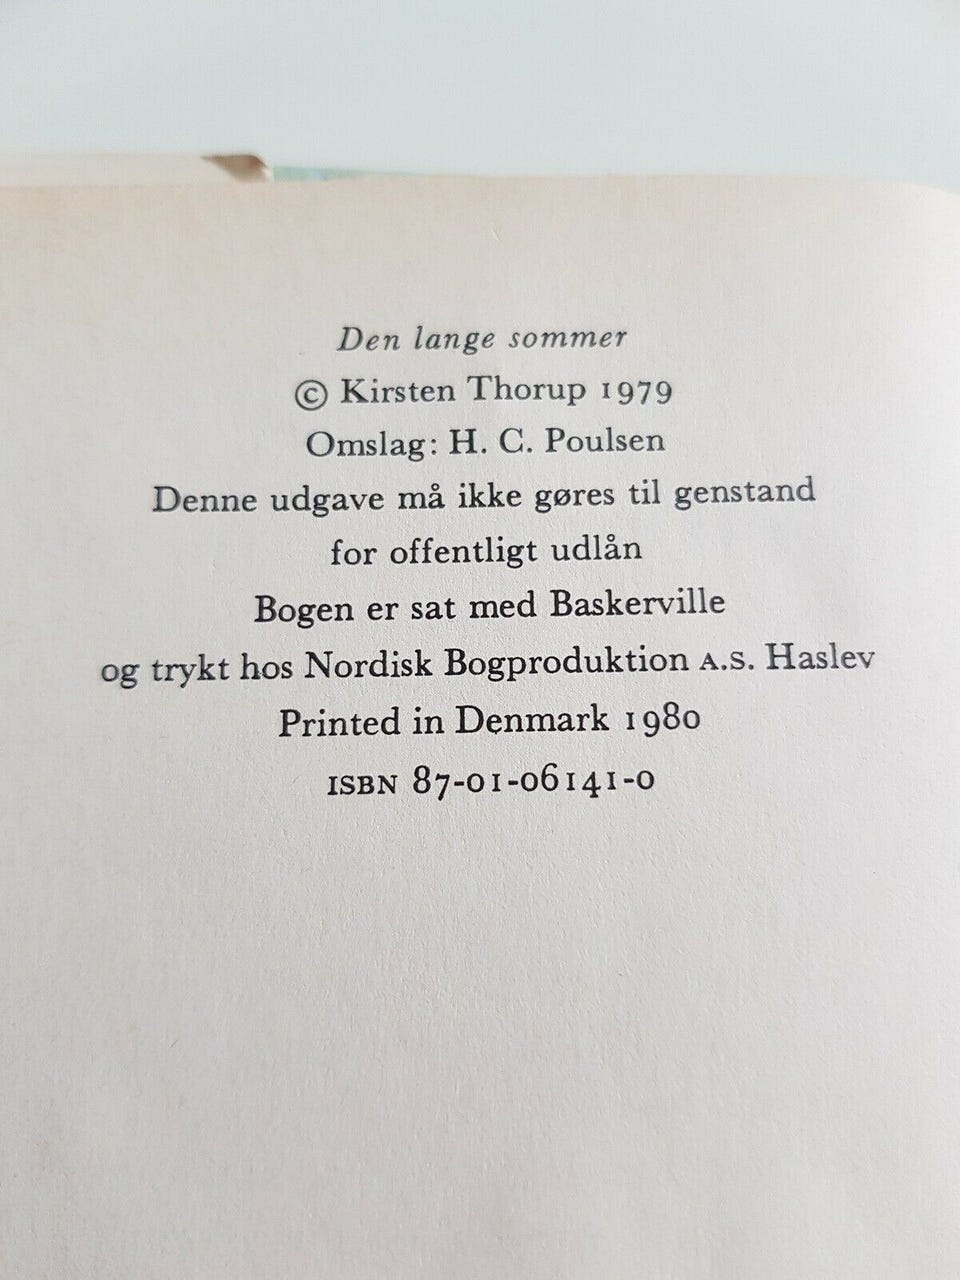 Den lange sommer
© Kirsten Thorup 1979
Omslag: H. C. Poulsen
Denne udgave må ikke gøres til genstand
for offentligt udlån
Bogen er sat med Baskerville
og trykt hos Nordisk Bogproduktion A.S. Haslev
Printed in Denmark 1980
ISBN 87-01-06141-0